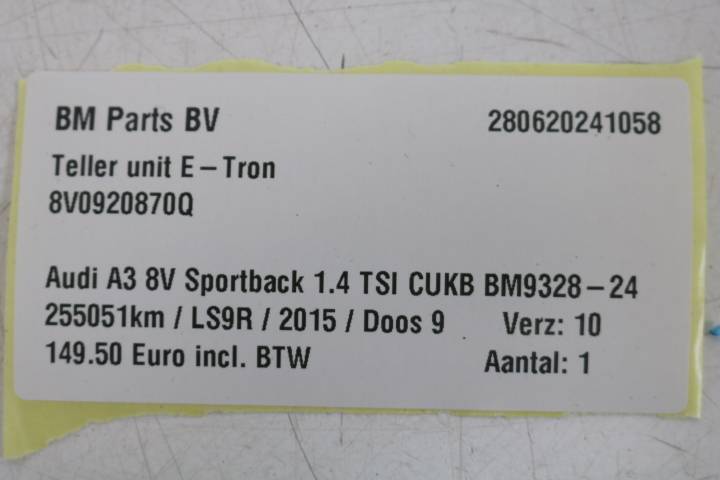 BM Parts BV 280620241058
Teller unit E-Tron
8V0920870Q
Audi A3 8V Sportback 1.4 TSI CUKB BM9328-24
255051km / LS9R / 2015 / Doos 9 Verz: 10
149.50 Euro incl. BTW Aantal: 1